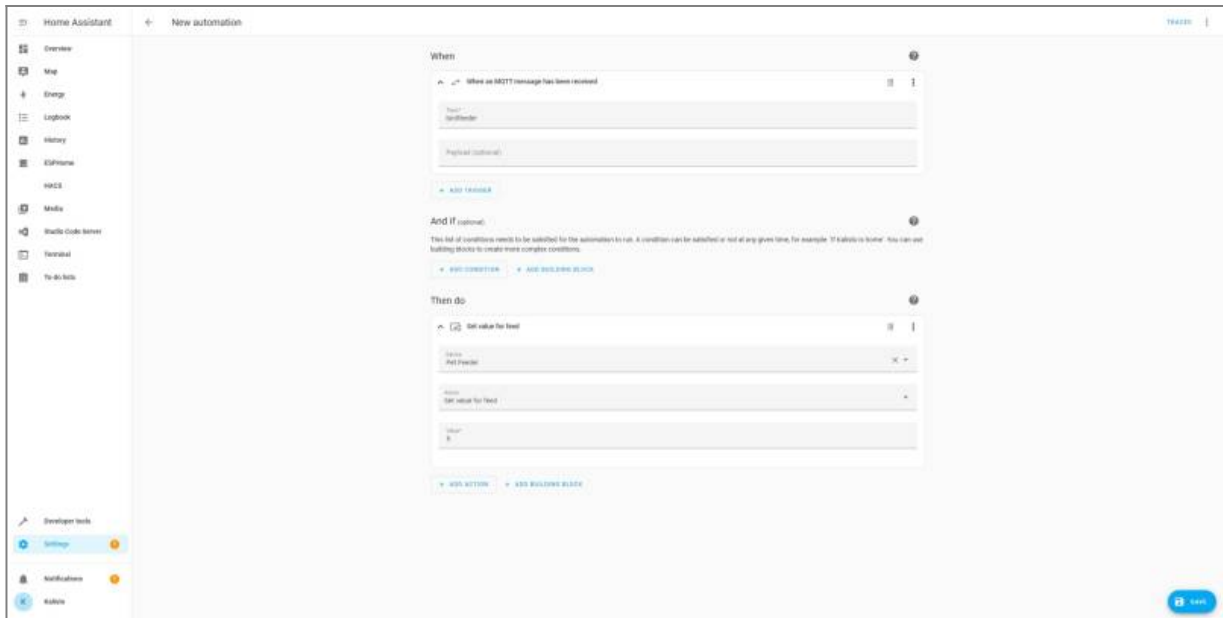 Home Assistant
New automation
TRACES
Overview
Map
Energy
Logbook
History
ESPHome
HACS
Media
Studio Code Server
Terminal
To-do lists
Developer tools
Settings
Notifications
Kalisto
K
When
When an MQTT message has been received
Topic*
birdfeeder
Payload (optional)
+ ADD TRIGGER
And if (optional)
This list of conditions needs to be satisfied for the automation to run. A condition can be satisfied or not at any given time, for example: 'If Kalisto is home'. You can use
building blocks to create more complex conditions.
+ ADD CONDITION + ADD BUILDING BLOCK
Then do
Set value for feed
Device
Pet Feeder
Action
Set value for feed
Value*
+ ADD ACTION + ADD BUILDING BLOCK
SAVE